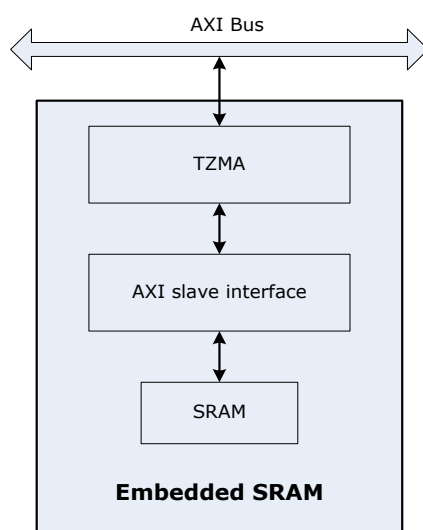 AXI Bus
TZMA
AXI slave interface
SRAM
Embedded SRAM